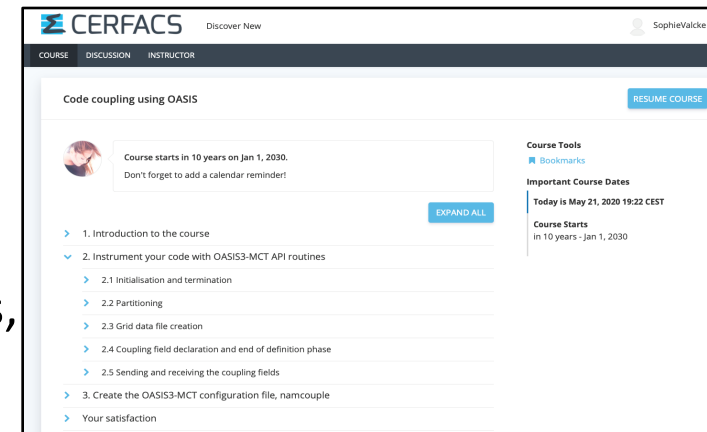 CERFACS Discover New SophieValcke
COURSE DISCUSSION INSTRUCTOR
Code coupling using OASIS RESUME COURSE
Course starts in 10 years on Jan 1, 2030.
Don't forget to add a calendar reminder!
EXPAND ALL
1. Introduction to the course
2. Instrument your code with OASIS3-MCT API routines
2.1 Initialisation and termination
2.2 Partitioning
2.3 Grid data file creation
2.4 Coupling field declaration and end of definition phase
2.5 Sending and receiving the coupling fields
3. Create the OASIS3-MCT configuration file, namcouple
Your satisfaction
Course Tools
Bookmarks
Important Course Dates
Today is May 21, 2020 19:22 CEST
Course Starts
in 10 years - Jan 1, 2030